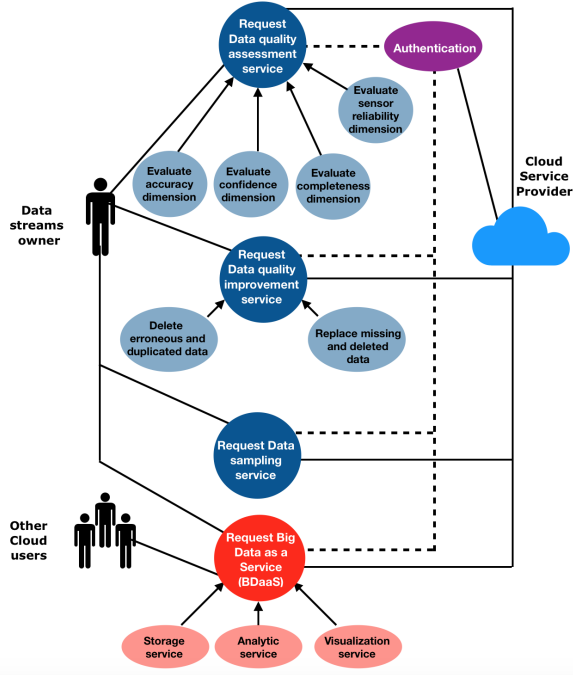 Request
Data quality
assessment
service
Authentication
Evaluate
sensor
reliability
dimension
Evaluate
accuracy
dimension
Evaluate
confidence
dimension
Evaluate
completeness
dimension
Cloud
Service
Provider
Data
streams
owner
Request
Data quality
improvement
service
Delete
erroneous and
duplicated data
Replace missing
and deleted
data
Request Data
sampling
service
Other
Cloud
users
Request Big
Data as a
Service
(BDaaS)
Storage
service
Analytic
service
Visualization
service